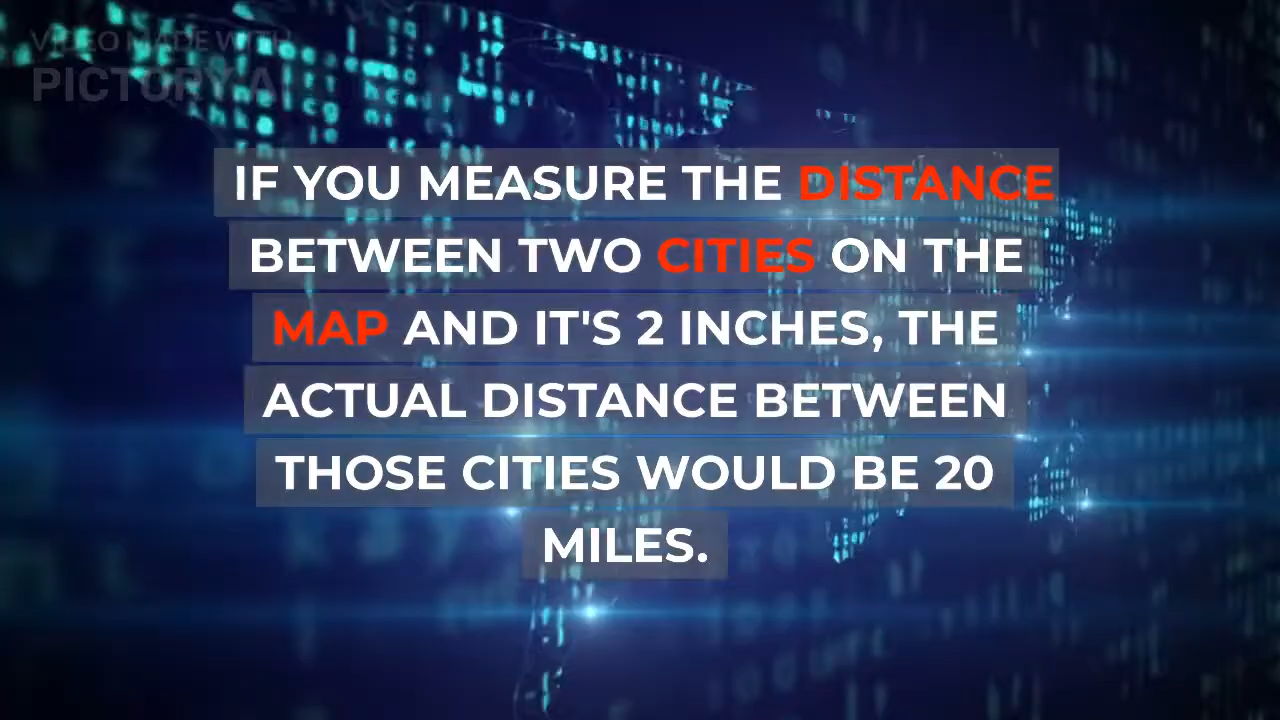 VIDEO MADE WITH
PICTORY.AI
IF YOU MEASURE THE DISTANCE
BETWEEN TWO CITIES ON THE
MAP AND IT'S 2 INCHES, THE
ACTUAL DISTANCE BETWEEN
THOSE CITIES WOULD BE 20
MILES.